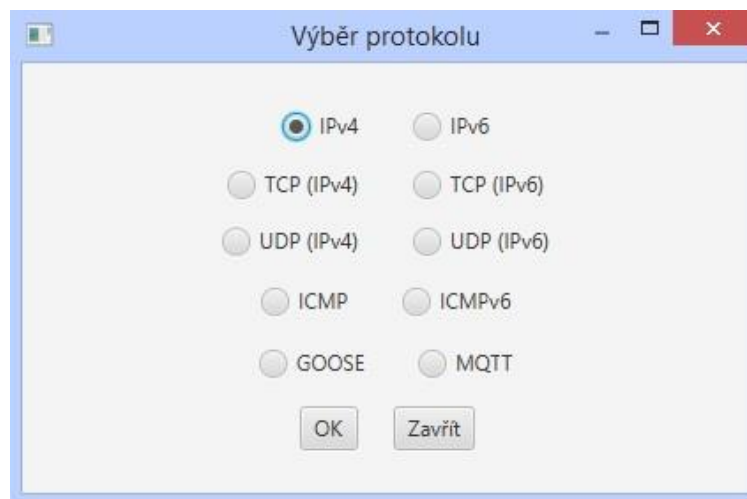 Výběr protokolu
IPv4 IPv6
TCP (IPv4) TCP (IPv6)
UDP (IPv4) UDP (IPv6)
ICMP ICMPv6
GOOSE MQTT
OK Zavřít